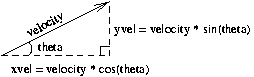 velocity
yvel = velocity * sin(theta)
theta
xvel = velocity * cos(theta)